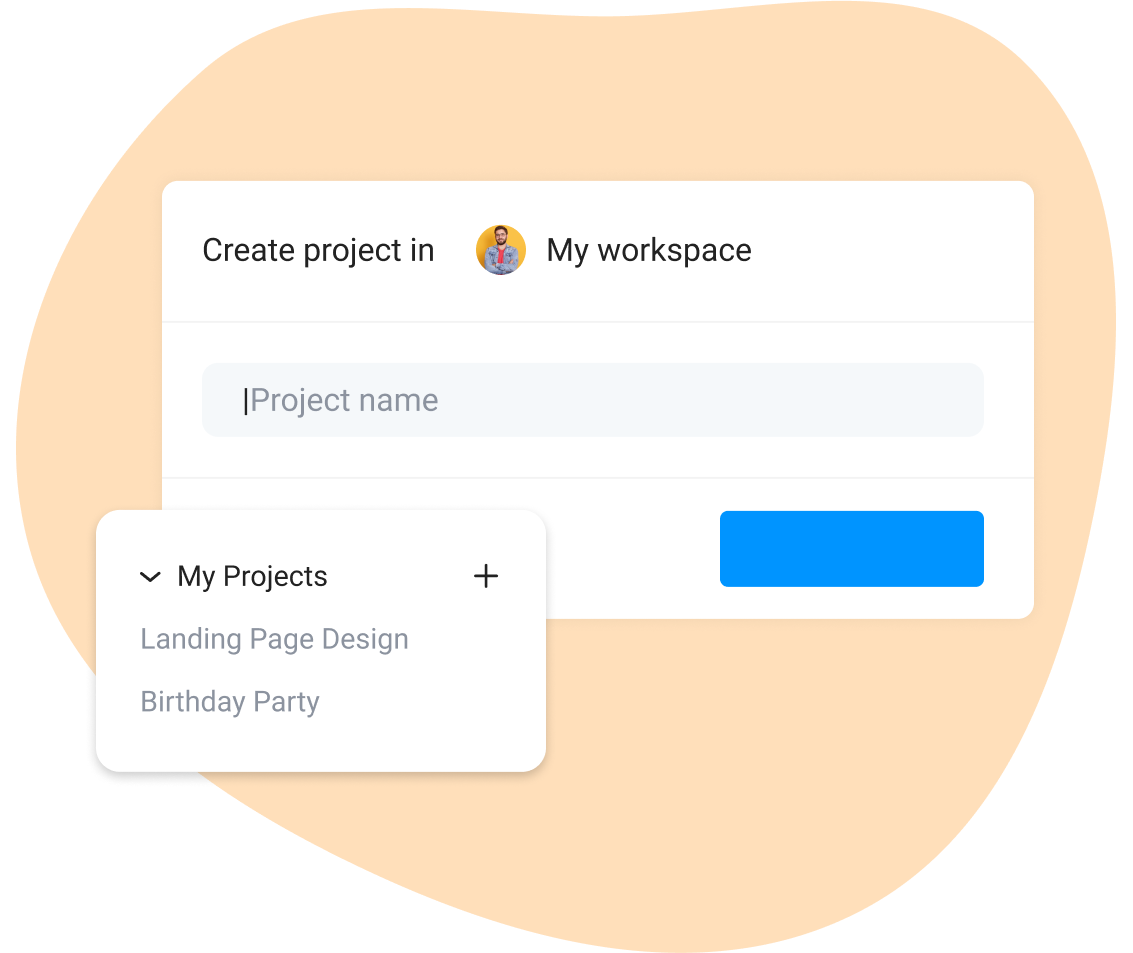 Create project in My workspace
Project name
My Projects
Landing Page Design
Birthday Party